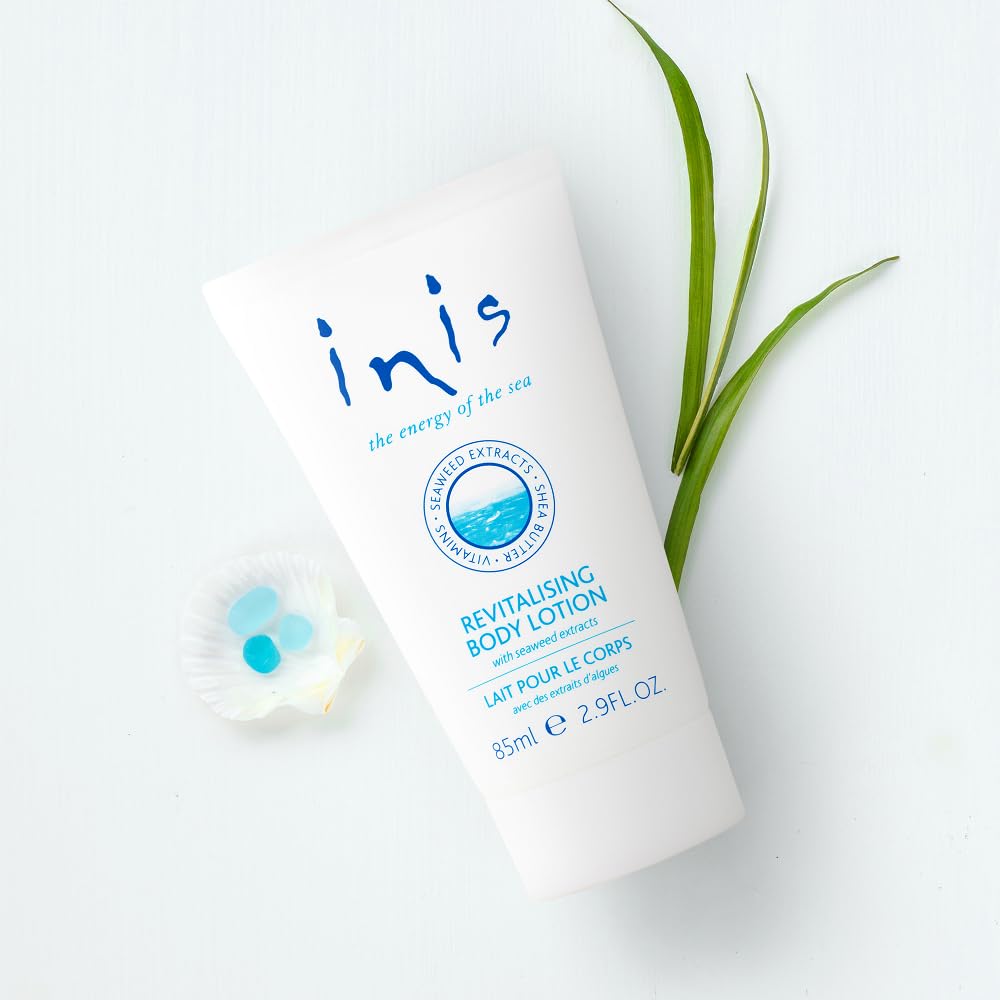 inis
the energy of the sea
SEAWEED EXTRACTS • SHEA BUTTER • VITAMINS •
REVITALISING
BODY LOTION
with seaweed extracts
LAIT POUR LE CORPS
avec des extraits d'algues
85ml e 2.9FL.OZ.